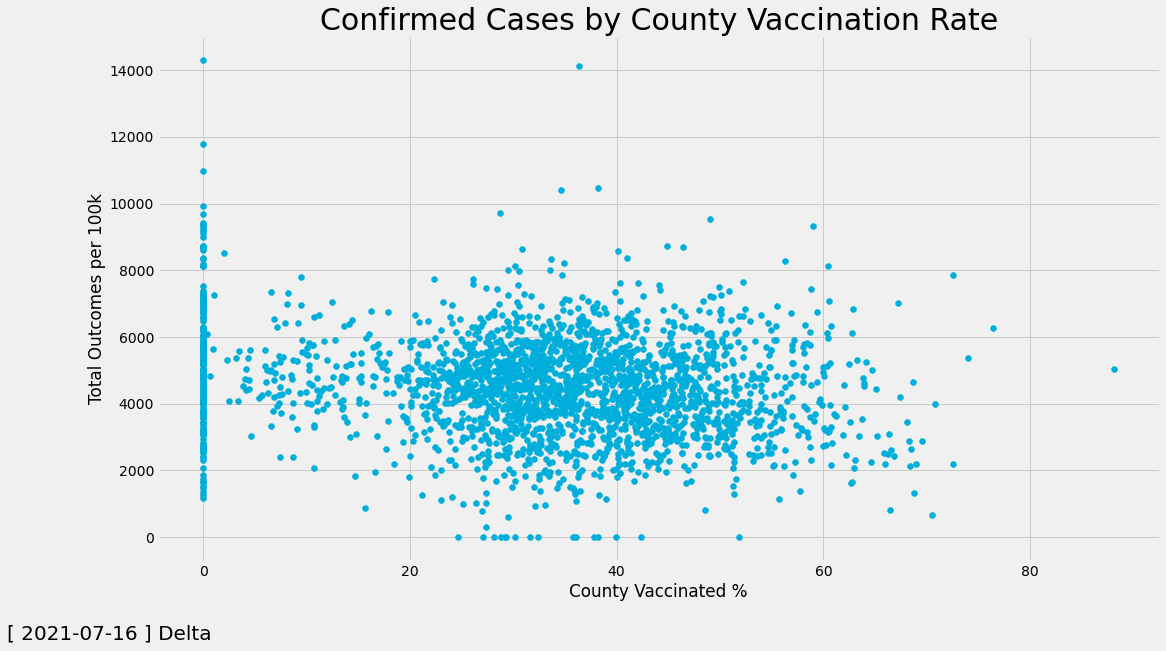 Confirmed Cases by County Vaccination Rate
14000
12000
10000
8000
6000
4000
2000
0
Total Outcomes per 100k
0 20 40 60 80
County Vaccinated %
[ 2021-07-16 ] Delta